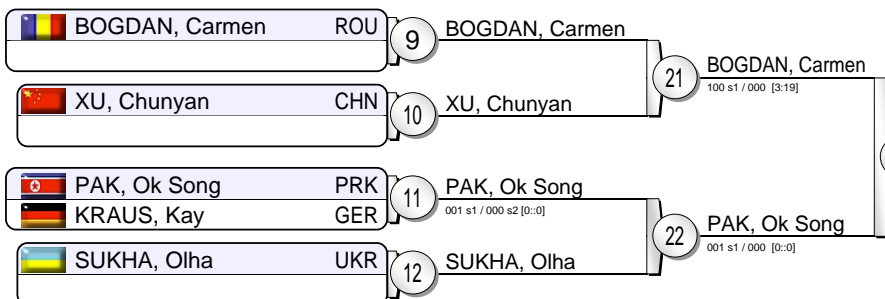 BOGDAN, Carmen ROU
9
BOGDAN, Carmen
21
BOGDAN, Carmen
100 s1 / 000 [3:19]
XU, Chunyan CHN
10
XU, Chunyan
PAK, Ok Song PRK
KRAUS, Kay GER
11
PAK, Ok Song
001 s1 / 000 s2 [0::0]
22
PAK, Ok Song
001 s1 / 000 [0::0]
SUKHA, Olha UKR
12
SUKHA, Olha